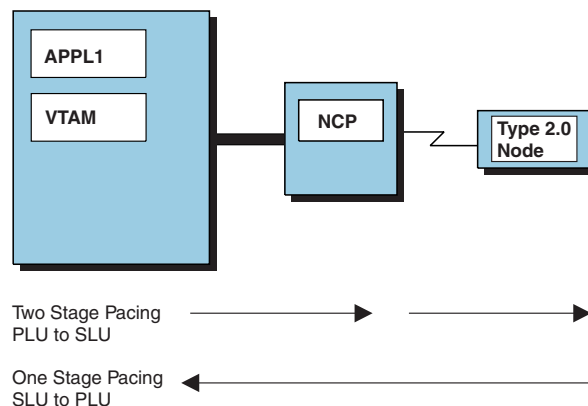 APPL1
VTAM
NCP
Type 2.0
Node
Two Stage Pacing
PLU to SLU
One Stage Pacing
SLU to PLU